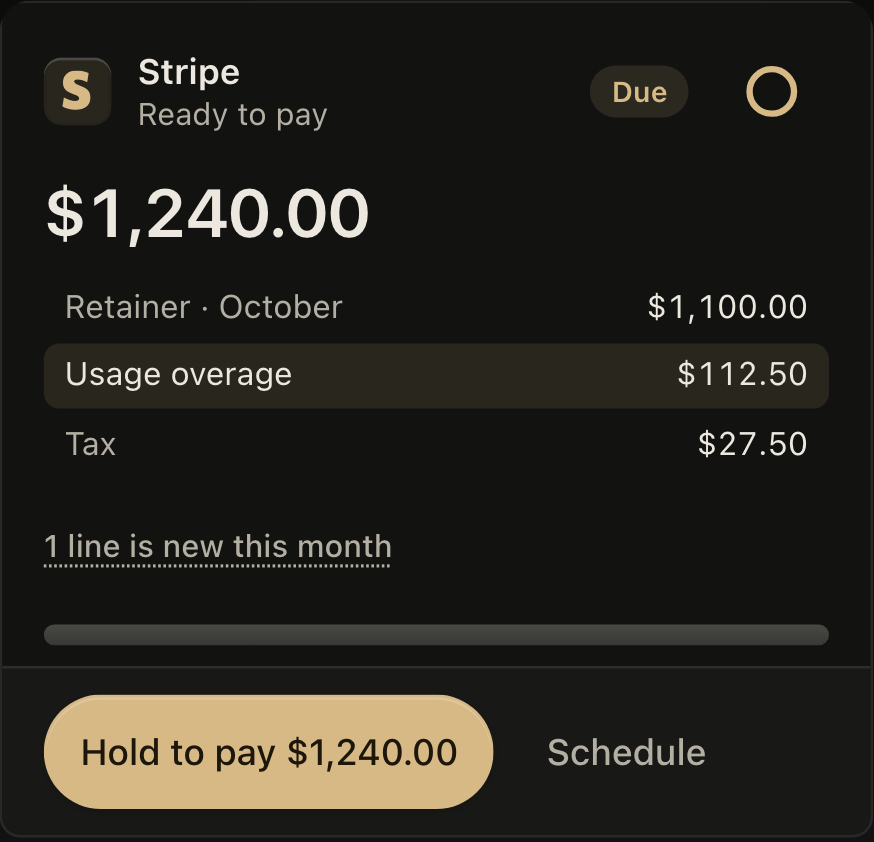 S
Stripe
Ready to pay
Due
$1,240.00
Retainer · October $1,100.00
Usage overage $112.50
Tax $27.50
1 line is new this month
Hold to pay $1,240.00
Schedule